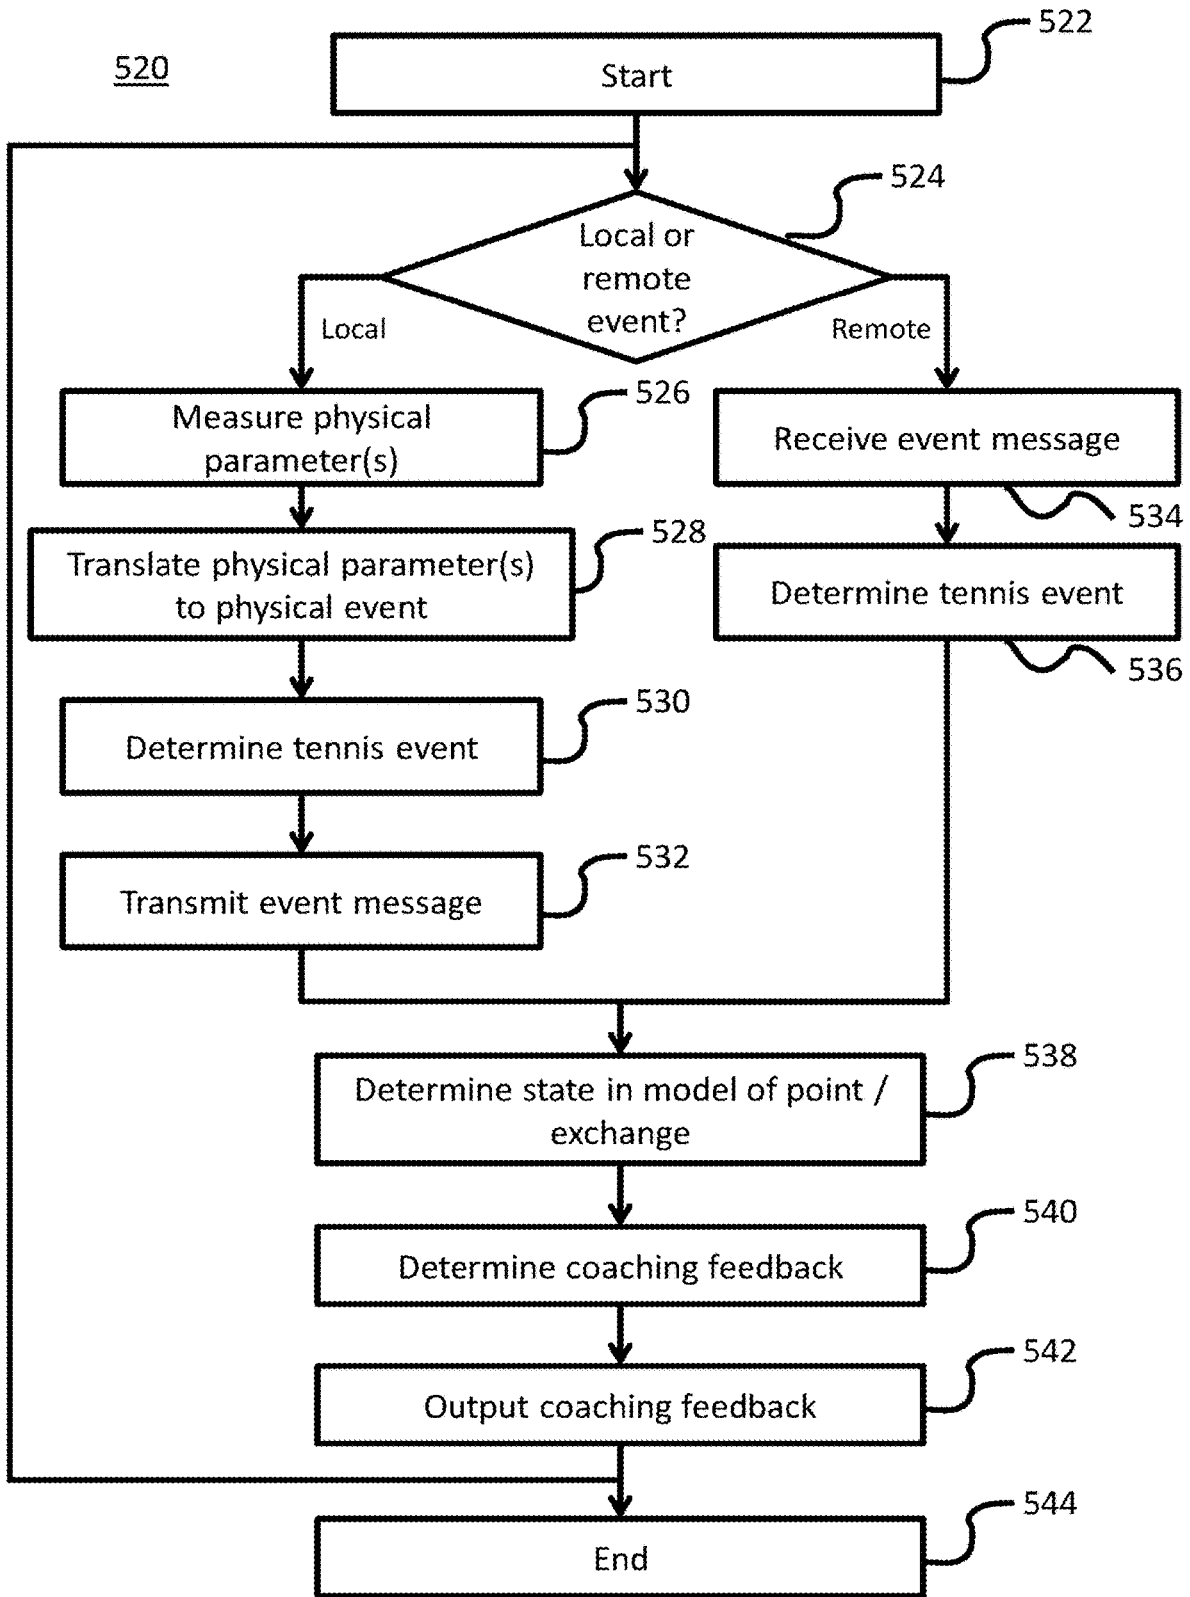 522
520
Start
524
Local or
remote
event?
Local
Remote
526
Measure physical
parameter(s)
Receive event message
534
528
Translate physical parameter(s)
to physical event
Determine tennis event
536
530
Determine tennis event
532
Transmit event message
538
Determine state in model of point /
exchange
540
Determine coaching feedback
542
Output coaching feedback
544
End